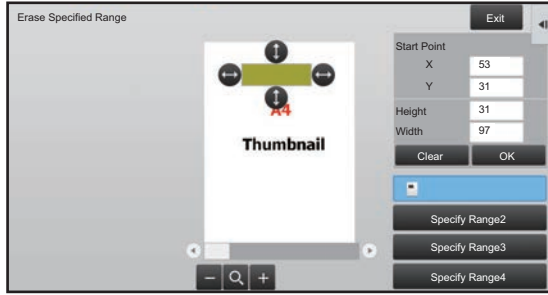 Erase Specified Range
Exit
Start Point
X 53
Y 31
Height 31
Width 97
Clear OK
A4
Thumbnail
Specify Range2
Specify Range3
Specify Range4